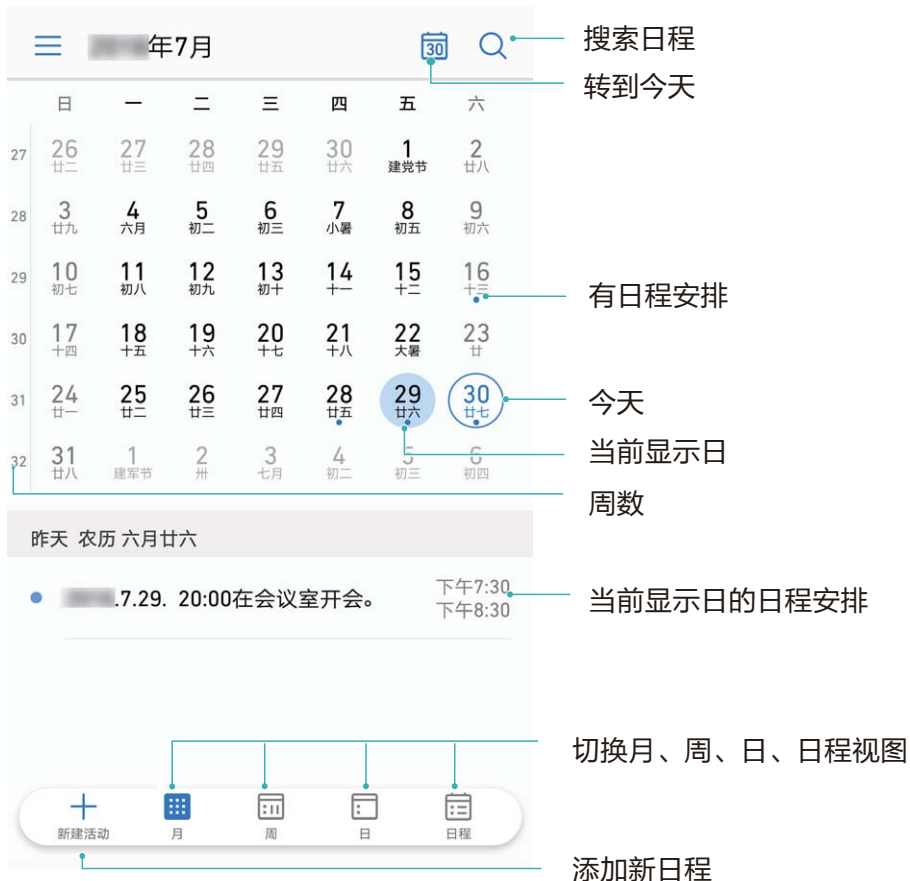 年7月
30
搜索日程
转到今天
日 一 二 三 四 五 六
27 26 27 28 29 30 1 2
廿二 廿三 廿四 廿五 廿六 建党节 廿八
28 3 4 5 6 7 8 9
廿九 六月 初二 初三 小暑 初五 初六
29 10 11 12 13 14 15 16
初七 初八 初九 初十 十一 十二 十三
有日程安排
30 17 18 19 20 21 22 23
十四 十五 十六 十七 十八 大暑 廿
31 24 25 26 27 28 29 30
廿一 廿二 廿三 廿四 廿五 廿六 廿七
今天
当前显示日
32 31 1 2 3 4 5 6
廿八 建军节 卅 七月 初二 初三 初四
周数
昨天 农历 六月廿六
.7.29. 20:00在会议室开会。
下午7:30
下午8:30
当前显示日的日程安排
切换月、周、日、日程视图
新建活动 月 周 日 日程
添加新日程